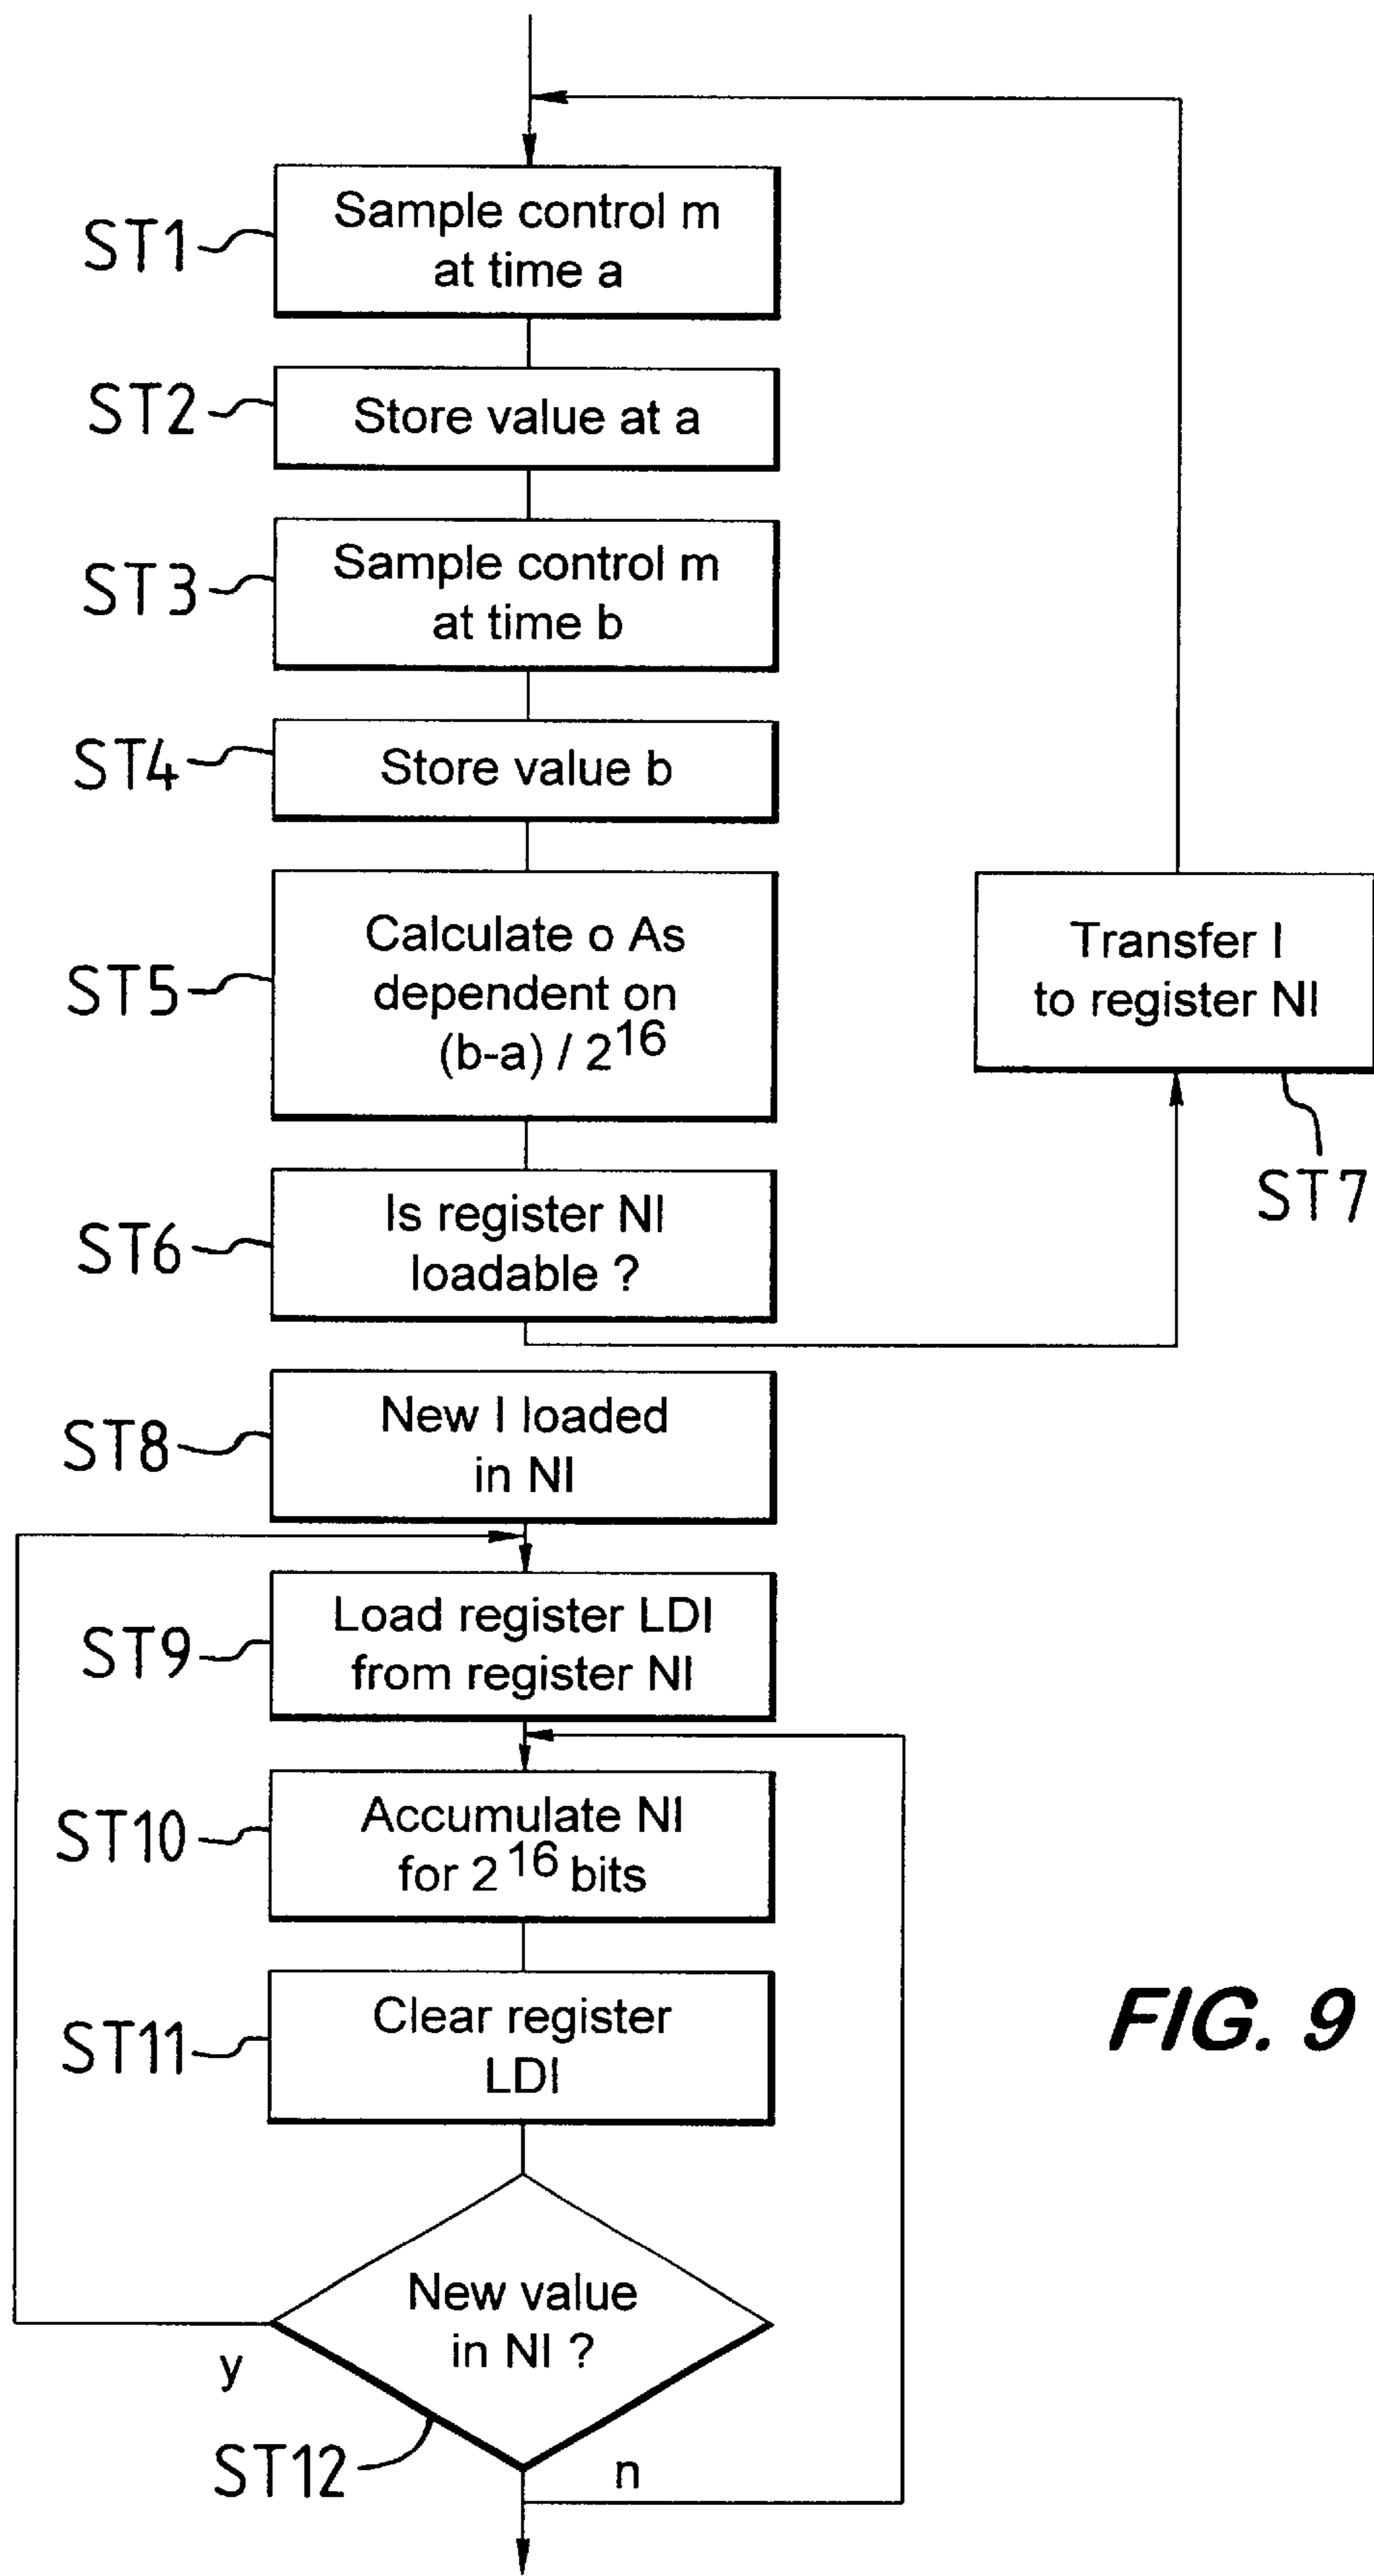 ST1
Sample control m
at time a
ST2
Store value at a
ST3
Sample control m
at time b
ST4
Store value b
ST5
Calculate o As
dependent on
(b-a) / 2^16
Transfer I
to register NI
ST7
ST6
Is register NI
loadable ?
ST8
New I loaded
in NI
ST9
Load register LDI
from register NI
ST10
Accumulate NI
for 2^16 bits
ST11
Clear register
LDI
New value
in NI ?
y
ST12
n
FIG. 9